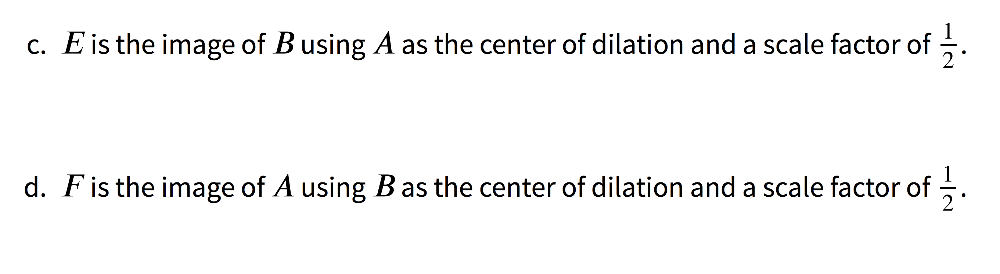 c. E is the image of B using A as the center of dilation and a scale factor of 1/2.
d. F is the image of A using B as the center of dilation and a scale factor of 1/2.